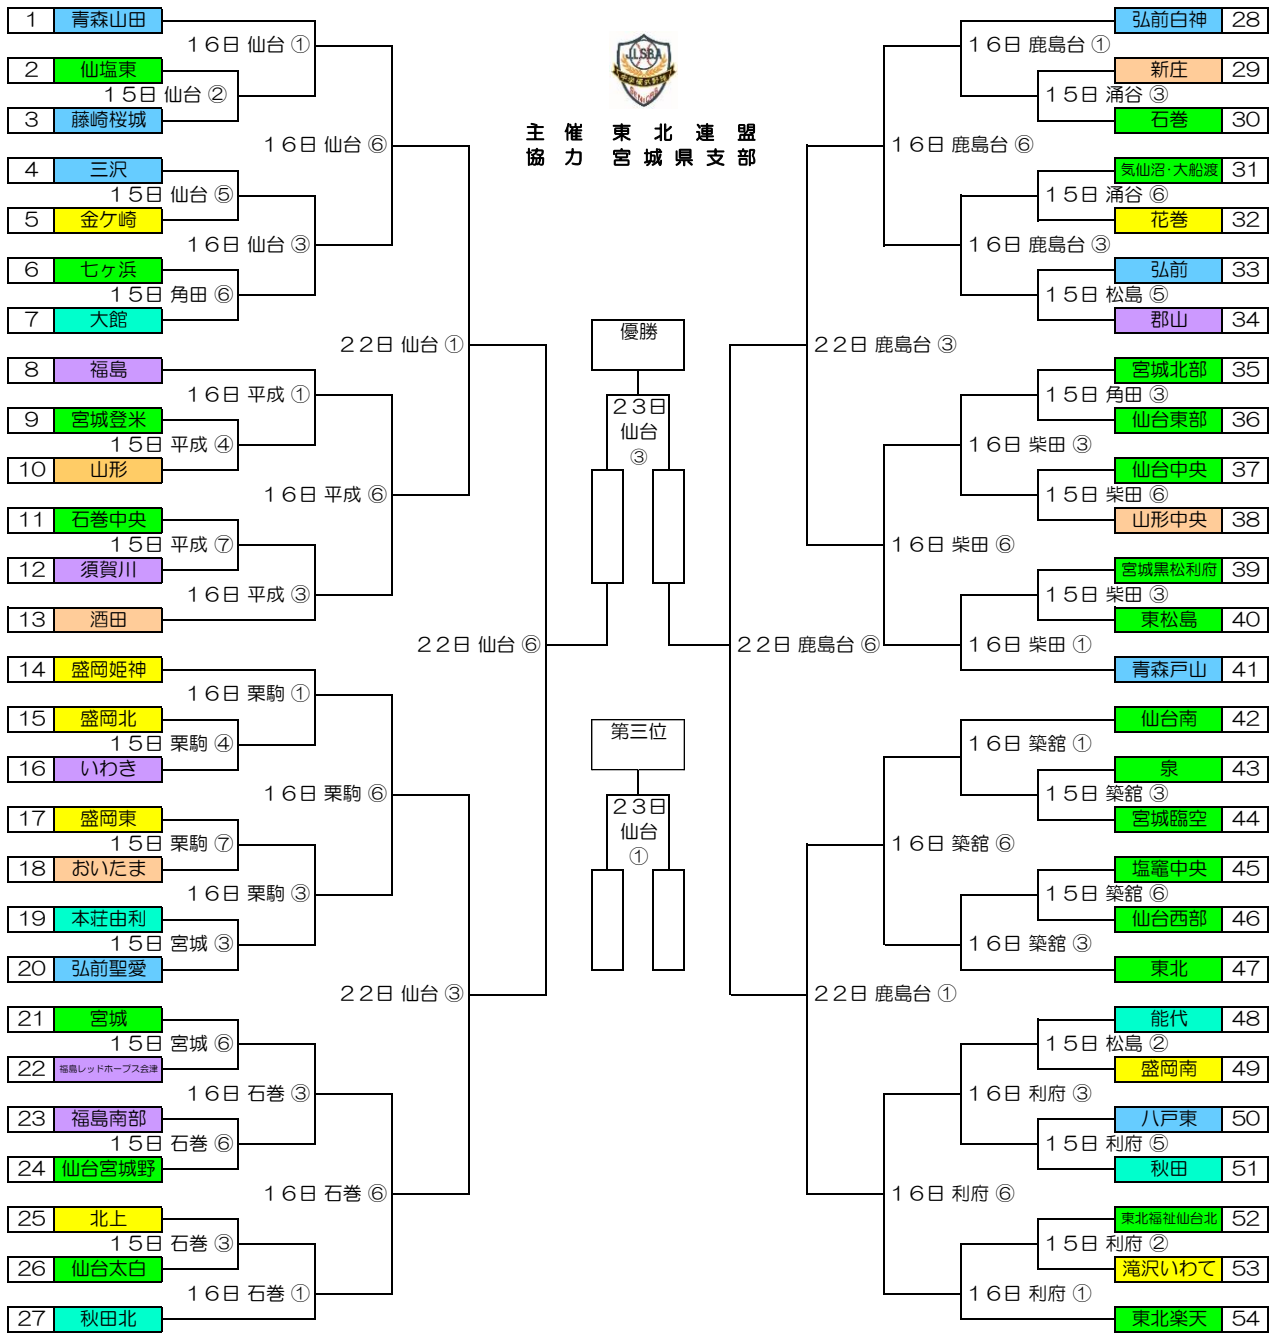 1 青森山田
16日 仙台 ①
2 仙塩東
15日 仙台 ②
3 藤崎桜城
16日 仙台 ⑥
4 三沢
15日 仙台 ⑤
5 金ケ崎
16日 仙台 ③
6 七ヶ浜
15日 角田 ⑥
7 大館
22日 仙台 ①
8 福島
16日 平成 ①
9 宮城登米
15日 平成 ④
10 山形
16日 平成 ⑥
11 石巻中央
15日 平成 ⑦
12 須賀川
16日 平成 ③
13 酒田
22日 仙台 ⑥
14 盛岡姫神
16日 栗駒 ①
15 盛岡北
15日 栗駒 ④
16 いわき
16日 栗駒 ⑥
17 盛岡東
15日 栗駒 ⑦
18 おいたま
16日 栗駒 ③
19 本荘由利
15日 宮城 ③
20 弘前聖愛
22日 仙台 ③
21 宮城
15日 宮城 ⑥
22 福島レッドホープス会津
16日 石巻 ③
23 福島南部
15日 石巻 ⑥
24 仙台宮城野
16日 石巻 ⑥
25 北上
15日 石巻 ③
26 仙台太白
16日 石巻 ①
27 秋田北
JLSBA
主催 東北連盟
協力 宮城県支部
優勝
23日
仙台
③
第三位
23日
仙台
①
弘前白神 28
16日 鹿島台 ①
新庄 29
15日 涌谷 ③
石巻 30
16日 鹿島台 ⑥
気仙沼・大船渡 31
15日 涌谷 ⑥
花巻 32
16日 鹿島台 ③
弘前 33
15日 松島 ⑤
郡山 34
22日 鹿島台 ③
宮城北部 35
15日 角田 ③
仙台東部 36
16日 柴田 ③
仙台中央 37
15日 柴田 ⑥
山形中央 38
16日 柴田 ⑥
宮城黒松利府 39
15日 柴田 ③
東松島 40
16日 柴田 ①
青森戸山 41
22日 鹿島台 ⑥
仙台南 42
16日 築舘 ①
泉 43
15日 築舘 ③
宮城臨空 44
16日 築舘 ⑥
塩竈中央 45
15日 築舘 ⑥
仙台西部 46
16日 築舘 ③
東北 47
22日 鹿島台 ①
能代 48
15日 松島 ②
盛岡南 49
16日 利府 ③
八戸東 50
15日 利府 ⑤
秋田 51
16日 利府 ⑥
東北福祉仙台北 52
15日 利府 ②
滝沢いわて 53
16日 利府 ①
東北楽天 54